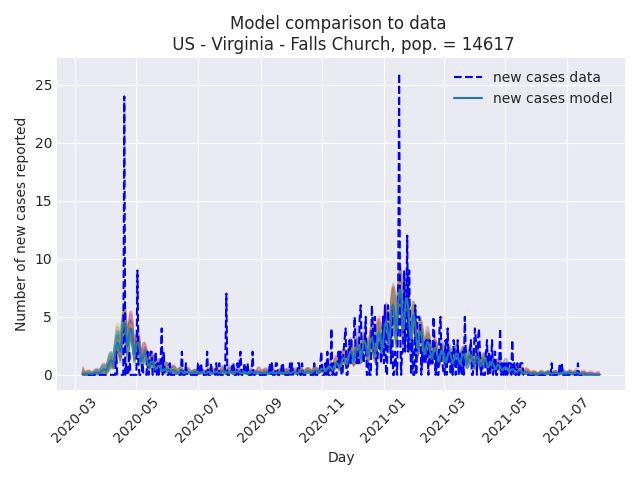 Model comparison to data
US - Virginia - Falls Church, pop. = 14617
new cases data
new cases model
Number of new cases reported
25
20
15
10
5
0
2020-03
2020-05
2020-07
2020-09
2020-11
2021-01
2021-03
2021-05
2021-07
Day